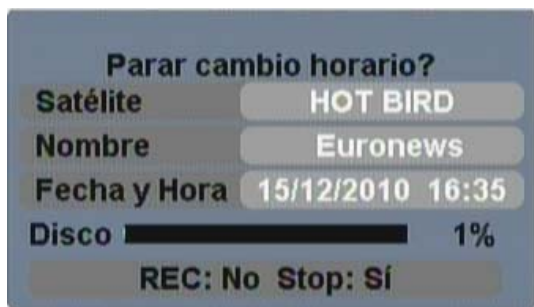 Parar cambio horario?
Satélite HOT BIRD
Nombre Euronews
Fecha y Hora 15/12/2010 16:35
Disco 1%
REC: No Stop: Sí